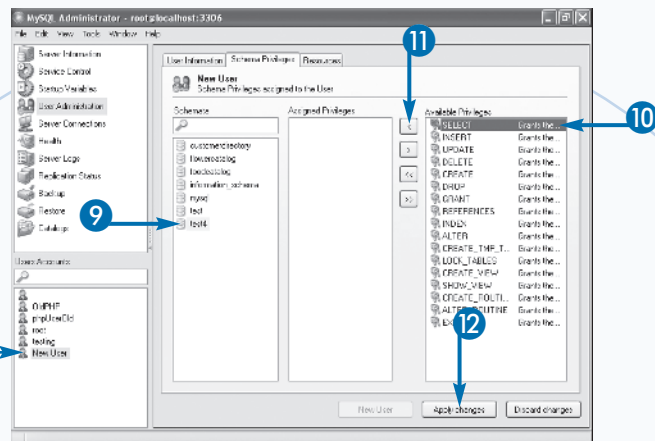 MySQL Administrator - root@localhost:3306
File Edit View Tools Window Help
Server Information
Service Control
Startup Variables
User Administration
Server Connections
Health
Server Logs
Replication Status
Backup
Restore
Catalogs
Users Accounts
root
testing
New User
User Information Schema Privileges Resources
New User
Schema Privileges assigned to the User
Schemata
customerdirectory
flowercatalog
foodcatalog
information_schema
mysql
test
test4
Assigned Privileges
<
>
<<
>>
Available Privileges
SELECT Grants the...
INSERT Grants the...
UPDATE Grants the...
DELETE Grants the...
CREATE Grants the...
DROP Grants the...
GRANT Grants the...
REFERENCES Grants the...
INDEX Grants the...
ALTER Grants the...
CREATE_TMP_T... Grants the...
LOCK_TABLES Grants the...
CREATE_VIEW Grants the...
SHOW_VIEW Grants the...
CREATE_ROUTI... Grants the...
ALTER_ROUTINE Grants the...
EX Grants the...
New User Apply changes Discard changes
9
10
11
12